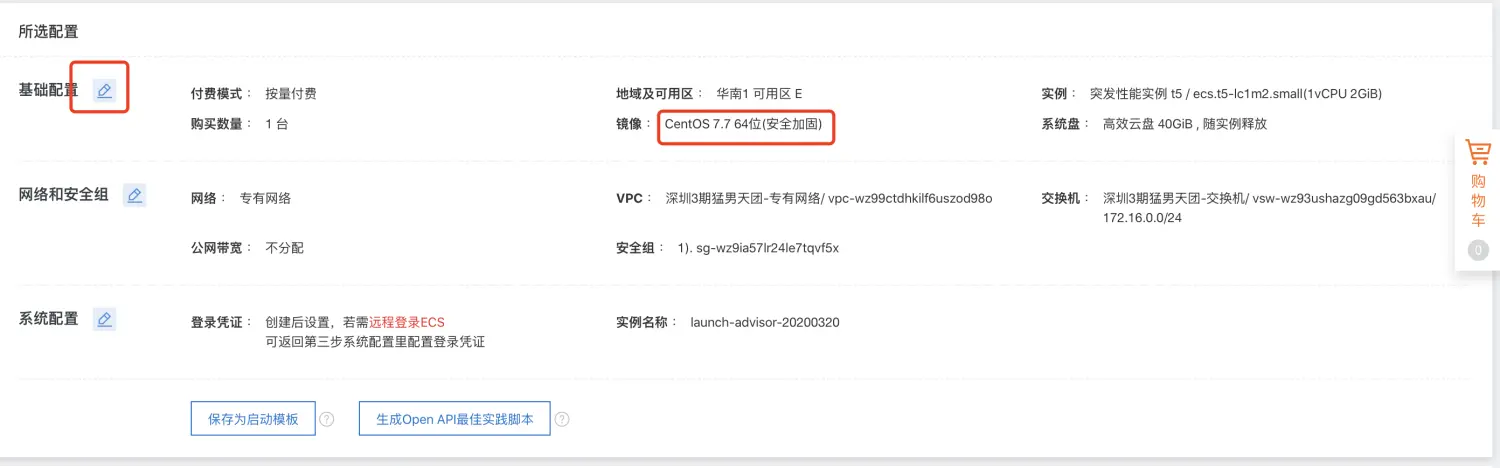 所选配置
基础配置
付费模式： 按量付费
地域及可用区： 华南1 可用区 E
实例： 突发性能实例 t5 / ecs.t5-lc1m2.small(1vCPU 2GiB)
购买数量： 1 台
镜像： CentOS 7.7 64位(安全加固)
系统盘： 高效云盘 40GiB , 随实例释放
网络和安全组
网络： 专有网络
VPC： 深圳3期猛男天团-专有网络/ vpc-wz99ctdhkilf6uszod98o
交换机： 深圳3期猛男天团-交换机/ vsw-wz93ushazg09gd563bxau/
172.16.0.0/24
公网带宽： 不分配
安全组： 1). sg-wz9ia57lr24le7tqvf5x
系统配置
登录凭证： 创建后设置，若需远程登录ECS
可返回第三步系统配置里配置登录凭证
实例名称： launch-advisor-20200320
保存为启动模板 ?
生成Open API最佳实践脚本 ?
购
物
车
0